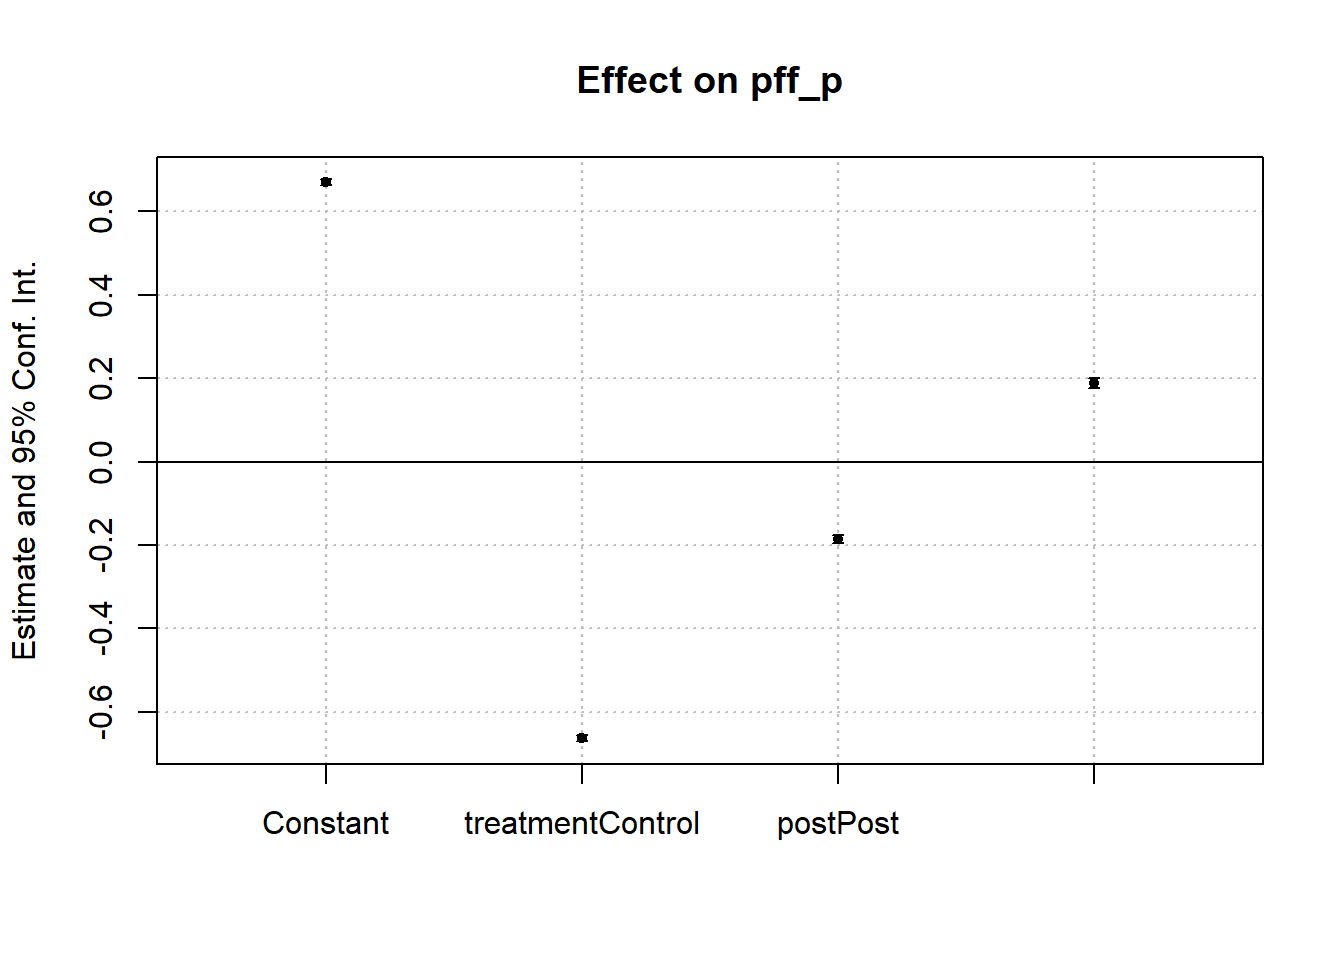 Effect on pff_p
Estimate and 95% Conf. Int.
0.6
0.4
0.2
0.0
-0.2
-0.4
-0.6
Constant treatmentControl postPost